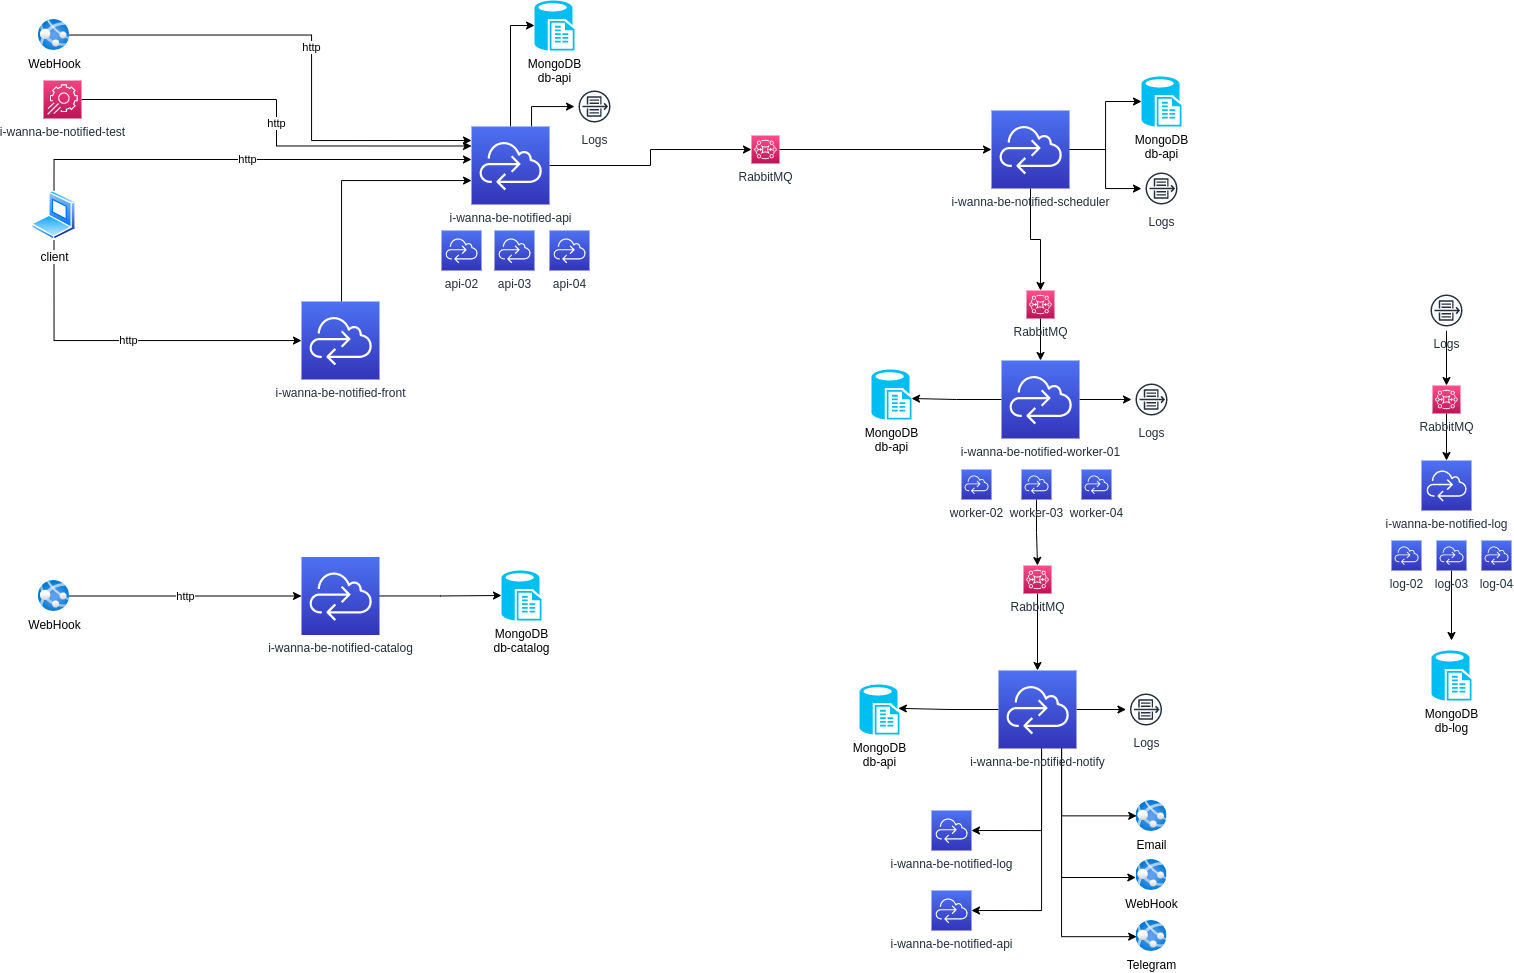 WebHook
http
i-wanna-be-notified-test
http
http
client
http
i-wanna-be-notified-front
MongoDB
db-api
Logs
i-wanna-be-notified-api
api-02
api-03
api-04
RabbitMQ
i-wanna-be-notified-scheduler
MongoDB
db-api
Logs
RabbitMQ
MongoDB
db-api
i-wanna-be-notified-worker-01
Logs
worker-02
worker-03
worker-04
RabbitMQ
MongoDB
db-api
i-wanna-be-notified-notify
Logs
i-wanna-be-notified-log
i-wanna-be-notified-api
Email
WebHook
Telegram
Logs
RabbitMQ
i-wanna-be-notified-log
log-02
log-03
log-04
MongoDB
db-log
WebHook
http
i-wanna-be-notified-catalog
MongoDB
db-catalog